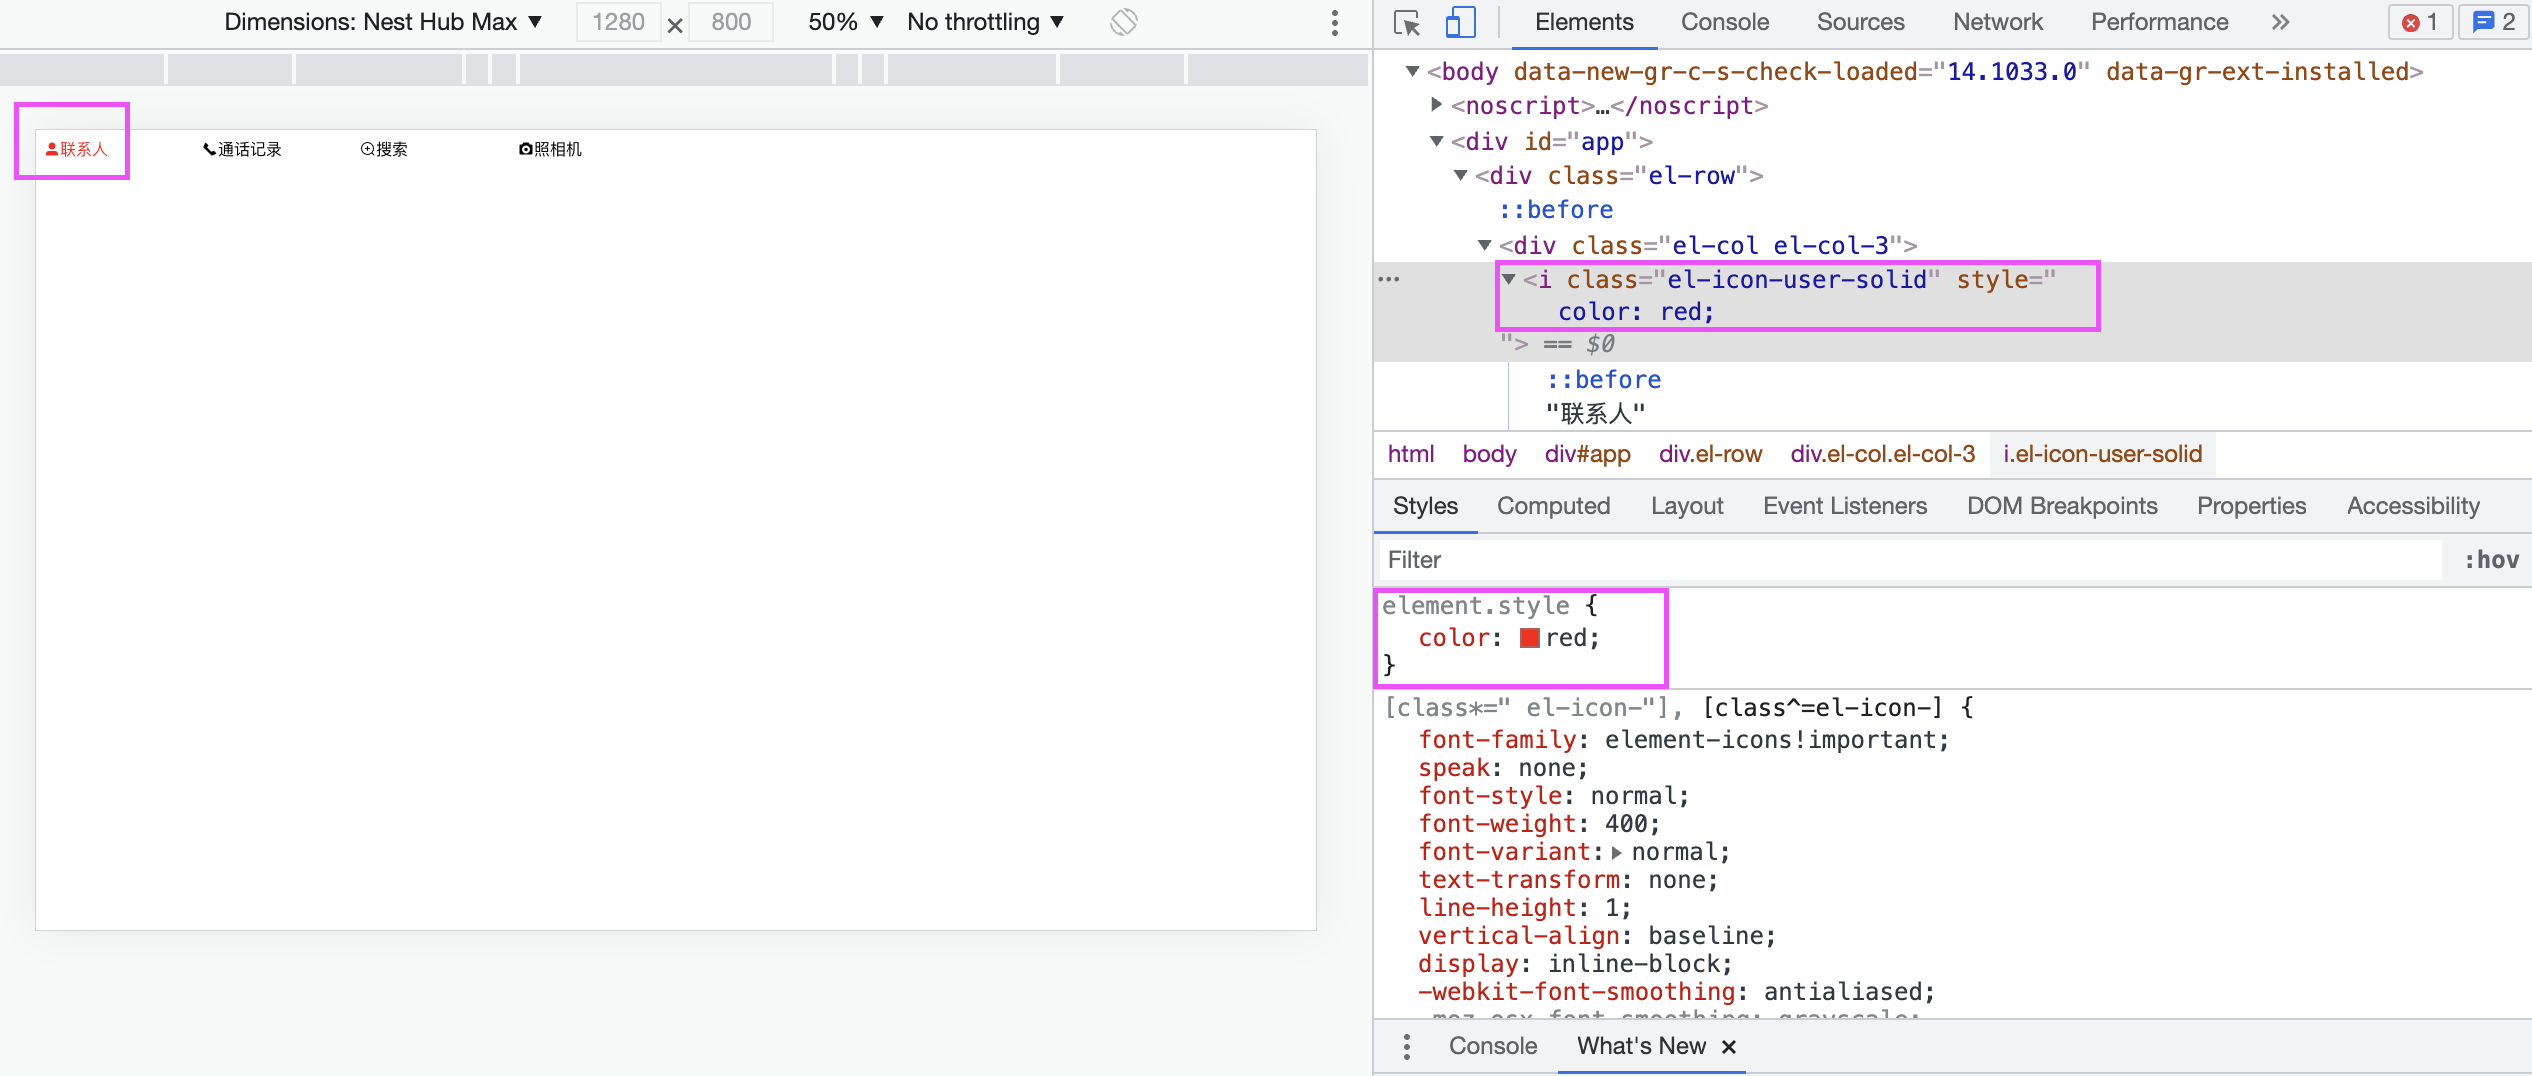 Dimensions: Nest Hub Max ▼ 1280 × 800 50% ▼ No throttling ▼
联系人 通话记录 搜索 照相机
Elements Console Sources Network Performance » 1 2
▼<body data-new-gr-c-s-check-loaded="14.1033.0" data-gr-ext-installed>
▶<noscript>…</noscript>
▼<div id="app">
▼<div class="el-row">
::before
▼<div class="el-col el-col-3">
… ▼<i class="el-icon-user-solid" style="
color: red;
"> == $0
::before
"联系人"
html body div#app div.el-row div.el-col.el-col-3 i.el-icon-user-solid
Styles Computed Layout Event Listeners DOM Breakpoints Properties Accessibility
Filter :hov
element.style {
color: red;
}
[class*=" el-icon-"], [class^=el-icon-] {
font-family: element-icons!important;
speak: none;
font-style: normal;
font-weight: 400;
font-variant:▶ normal;
text-transform: none;
line-height: 1;
vertical-align: baseline;
display: inline-block;
-webkit-font-smoothing: antialiased;
-moz-osx-font-smoothing: grayscale;
Console What's New ×